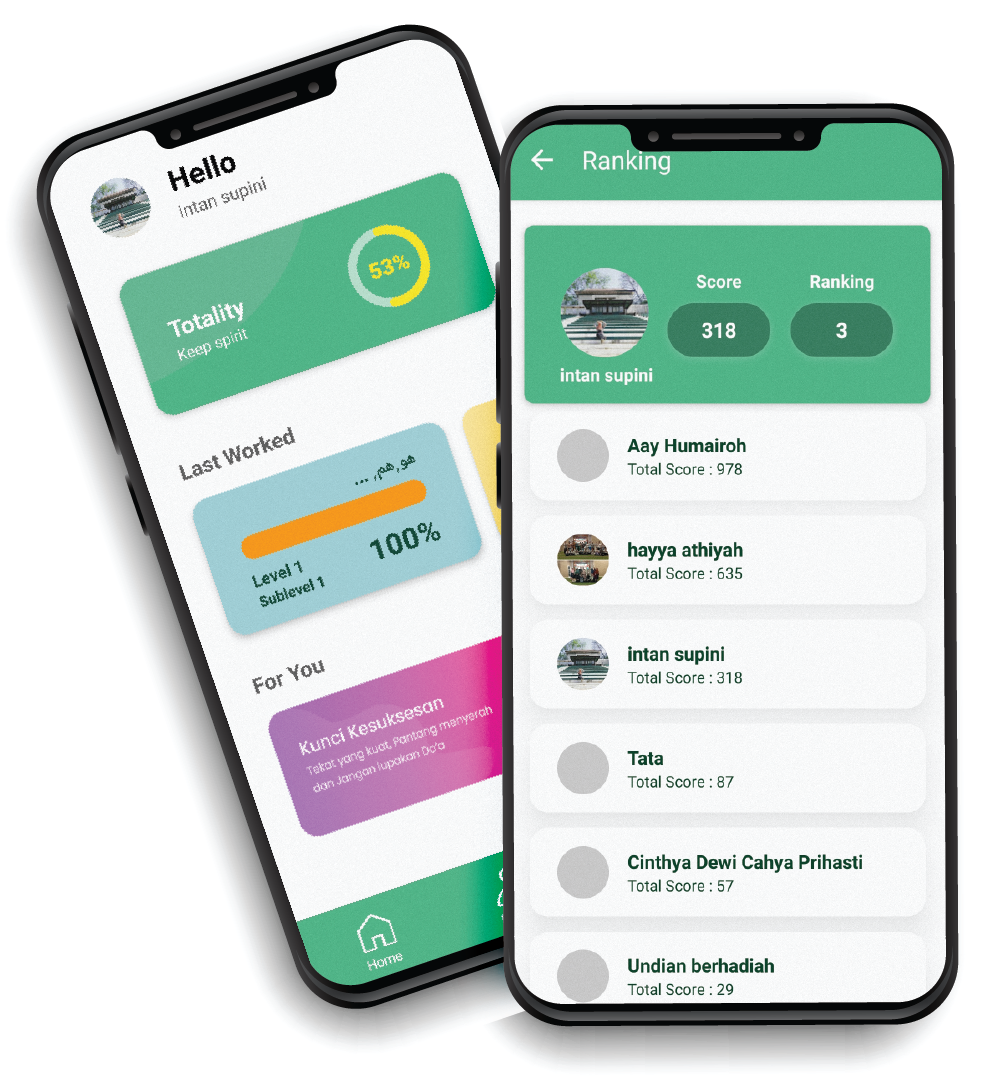 Hello
intan supini
53%
Totality
Keep spirit
Last Worked
هو, هم, ...
100%
Level 1
Sublevel 1
For You
Kunci Kesuksesan
Tekat yang kuat, Pantang menyerah
dan Jangan lupakan Do'a
Home
Ranking
Score
Ranking
318
3
intan supini
Aay Humairoh
Total Score : 978
hayya athiyah
Total Score : 635
intan supini
Total Score : 318
Tata
Total Score : 87
Cinthya Dewi Cahya Prihasti
Total Score : 57
Undian berhadiah
Total Score : 29